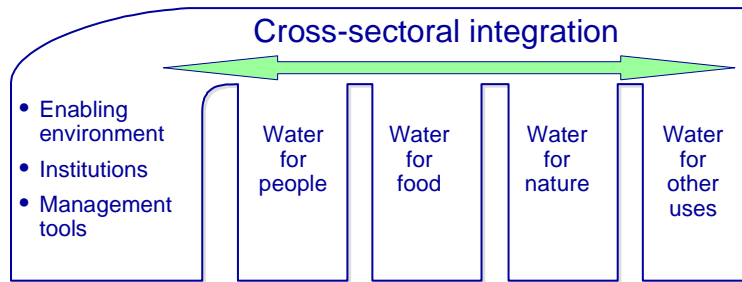 Cross-sectoral integration
• Enabling
environment
• Institutions
• Management
tools
Water
for
people
Water
for
food
Water
for
nature
Water
for
other
uses